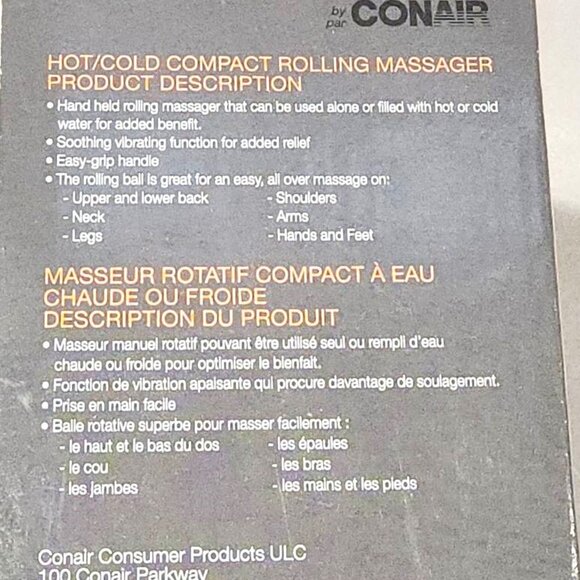 by
par CONAIR
HOT/COLD COMPACT ROLLING MASSAGER
PRODUCT DESCRIPTION
• Hand held rolling massager that can be used alone or filled with hot or cold
water for added benefit.
• Soothing vibrating function for added relief
• Easy-grip handle
• The rolling ball is great for an easy, all over massage on:
- Upper and lower back - Shoulders
- Neck - Arms
- Legs - Hands and Feet
MASSEUR ROTATIF COMPACT À EAU
CHAUDE OU FROIDE
DESCRIPTION DU PRODUIT
• Masseur manuel rotatif pouvant être utilisé seul ou rempli d'eau
chaude ou froide pour optimiser le bienfait.
• Fonction de vibration apaisante qui procure davantage de soulagement.
• Prise en main facile
• Balle rotative superbe pour masser facilement :
- le haut et le bas du dos - les épaules
- le cou - les bras
- les jambes - les mains et les pieds
Conair Consumer Products ULC
100 Conair Parkway